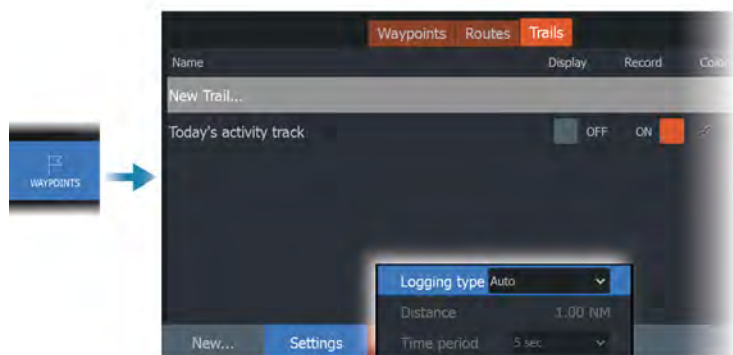 Waypoints Routes Trails
Name Display Record Color
New Trail...
Today's activity track OFF ON
WAYPOINTS
Logging type Auto
Distance 1.00 NM
New... Settings Time period 5 sec